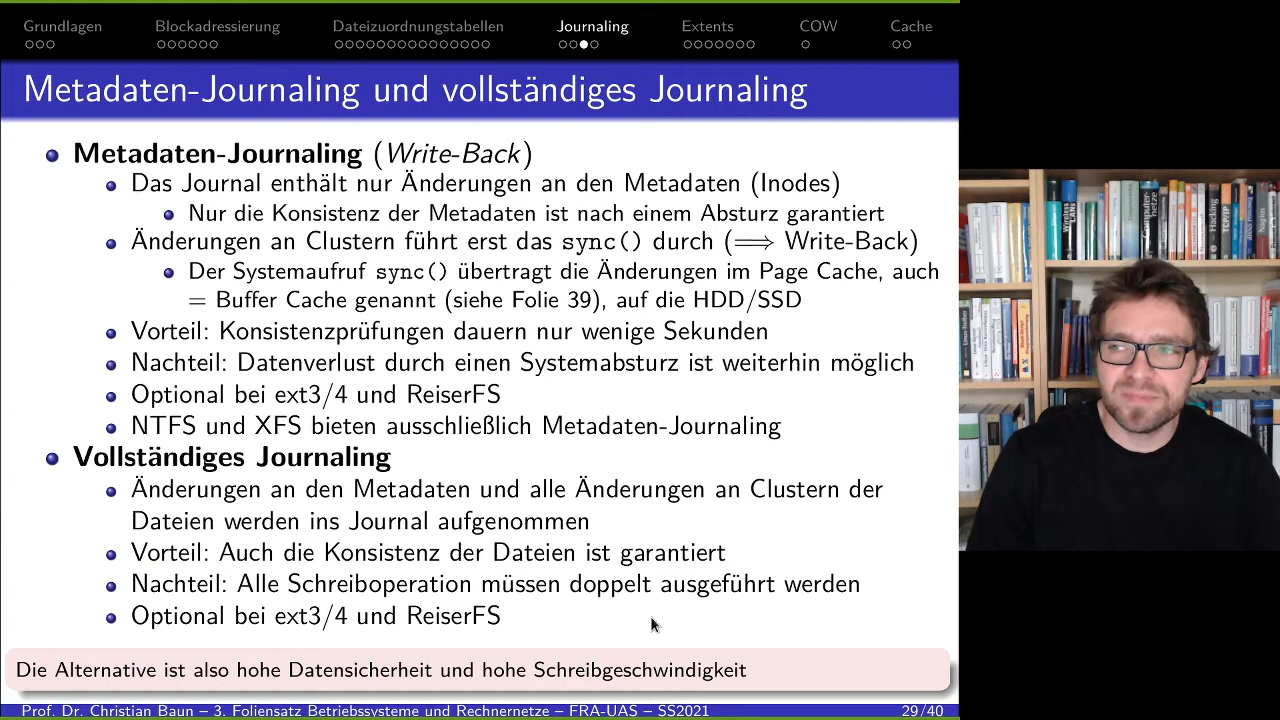 Grundlagen Blockadressierung Dateizuordnungstabellen Journaling Extents COW Cache
Metadaten-Journaling und vollständiges Journaling
Metadaten-Journaling (Write-Back)
Das Journal enthält nur Änderungen an den Metadaten (Inodes)
Nur die Konsistenz der Metadaten ist nach einem Absturz garantiert
Änderungen an Clustern führt erst das sync() durch (⟹ Write-Back)
Der Systemaufruf sync() übertragt die Änderungen im Page Cache, auch
= Buffer Cache genannt (siehe Folie 39), auf die HDD/SSD
Vorteil: Konsistenzprüfungen dauern nur wenige Sekunden
Nachteil: Datenverlust durch einen Systemabsturz ist weiterhin möglich
Optional bei ext3/4 und ReiserFS
NTFS und XFS bieten ausschließlich Metadaten-Journaling
Vollständiges Journaling
Änderungen an den Metadaten und alle Änderungen an Clustern der
Dateien werden ins Journal aufgenommen
Vorteil: Auch die Konsistenz der Dateien ist garantiert
Nachteil: Alle Schreiboperation müssen doppelt ausgeführt werden
Optional bei ext3/4 und ReiserFS
Die Alternative ist also hohe Datensicherheit und hohe Schreibgeschwindigkeit
Prof. Dr. Christian Baun – 3. Foliensatz Betriebssysteme und Rechnernetze – FRA-UAS – SS2021 29/40
Wireless LANs
Computer-netze
Hacking
TCP/IP